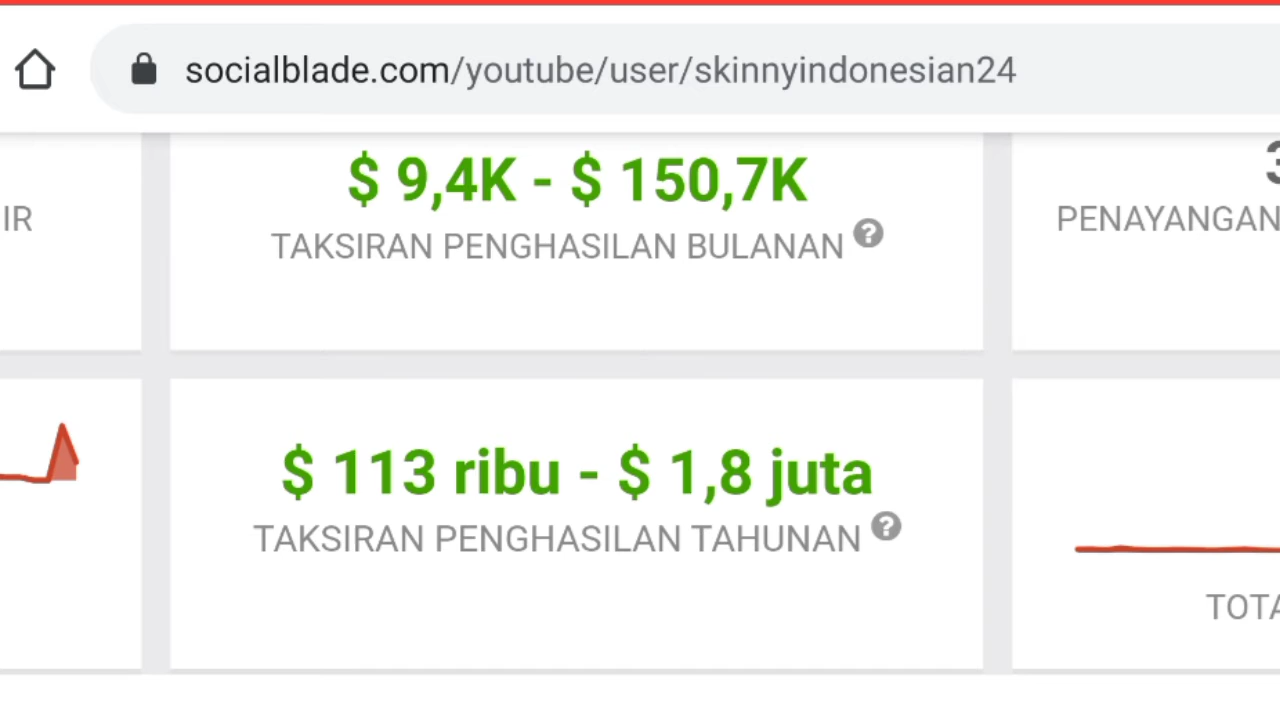 socialblade.com/youtube/user/skinnyindonesian24
$ 9,4K - $ 150,7K
3
IR
TAKSIRAN PENGHASILAN BULANAN ?
PENAYANGAN
$ 113 ribu - $ 1,8 juta
TAKSIRAN PENGHASILAN TAHUNAN ?
TOTA